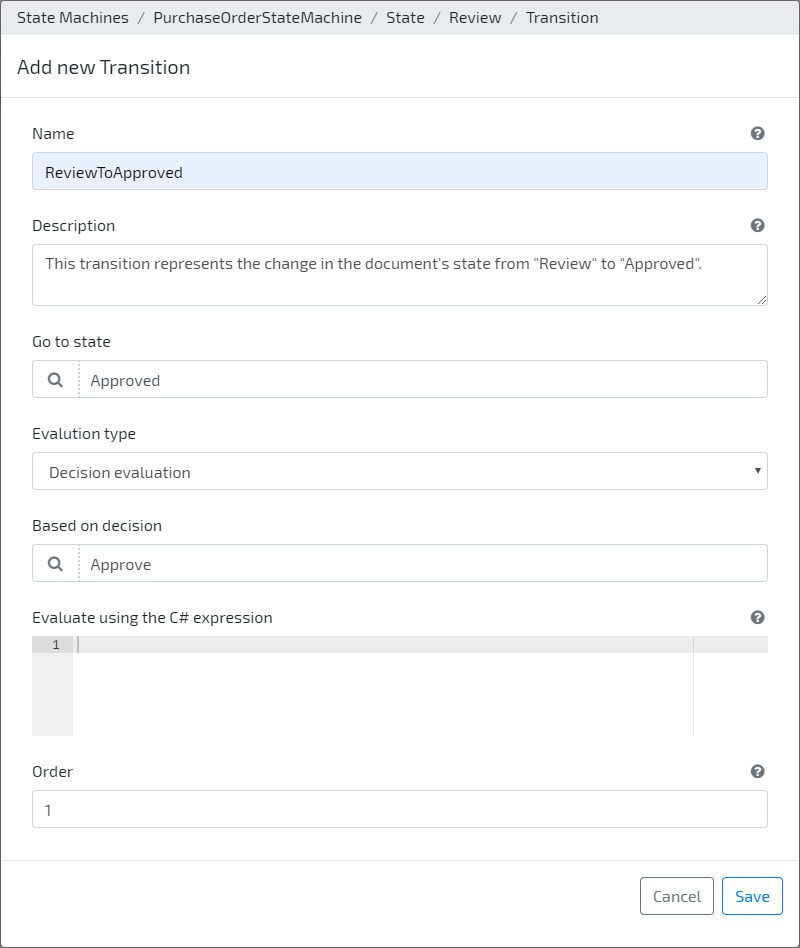 State Machines / PurchaseOrderStateMachine / State / Review / Transition
Add new Transition
Name
ReviewToApproved
Description
This transition represents the change in the document's state from "Review" to "Approved".
Go to state
Approved
Evalution type
Decision evaluation
Based on decision
Approve
Evaluate using the C# expression
1
Order
1
Cancel Save